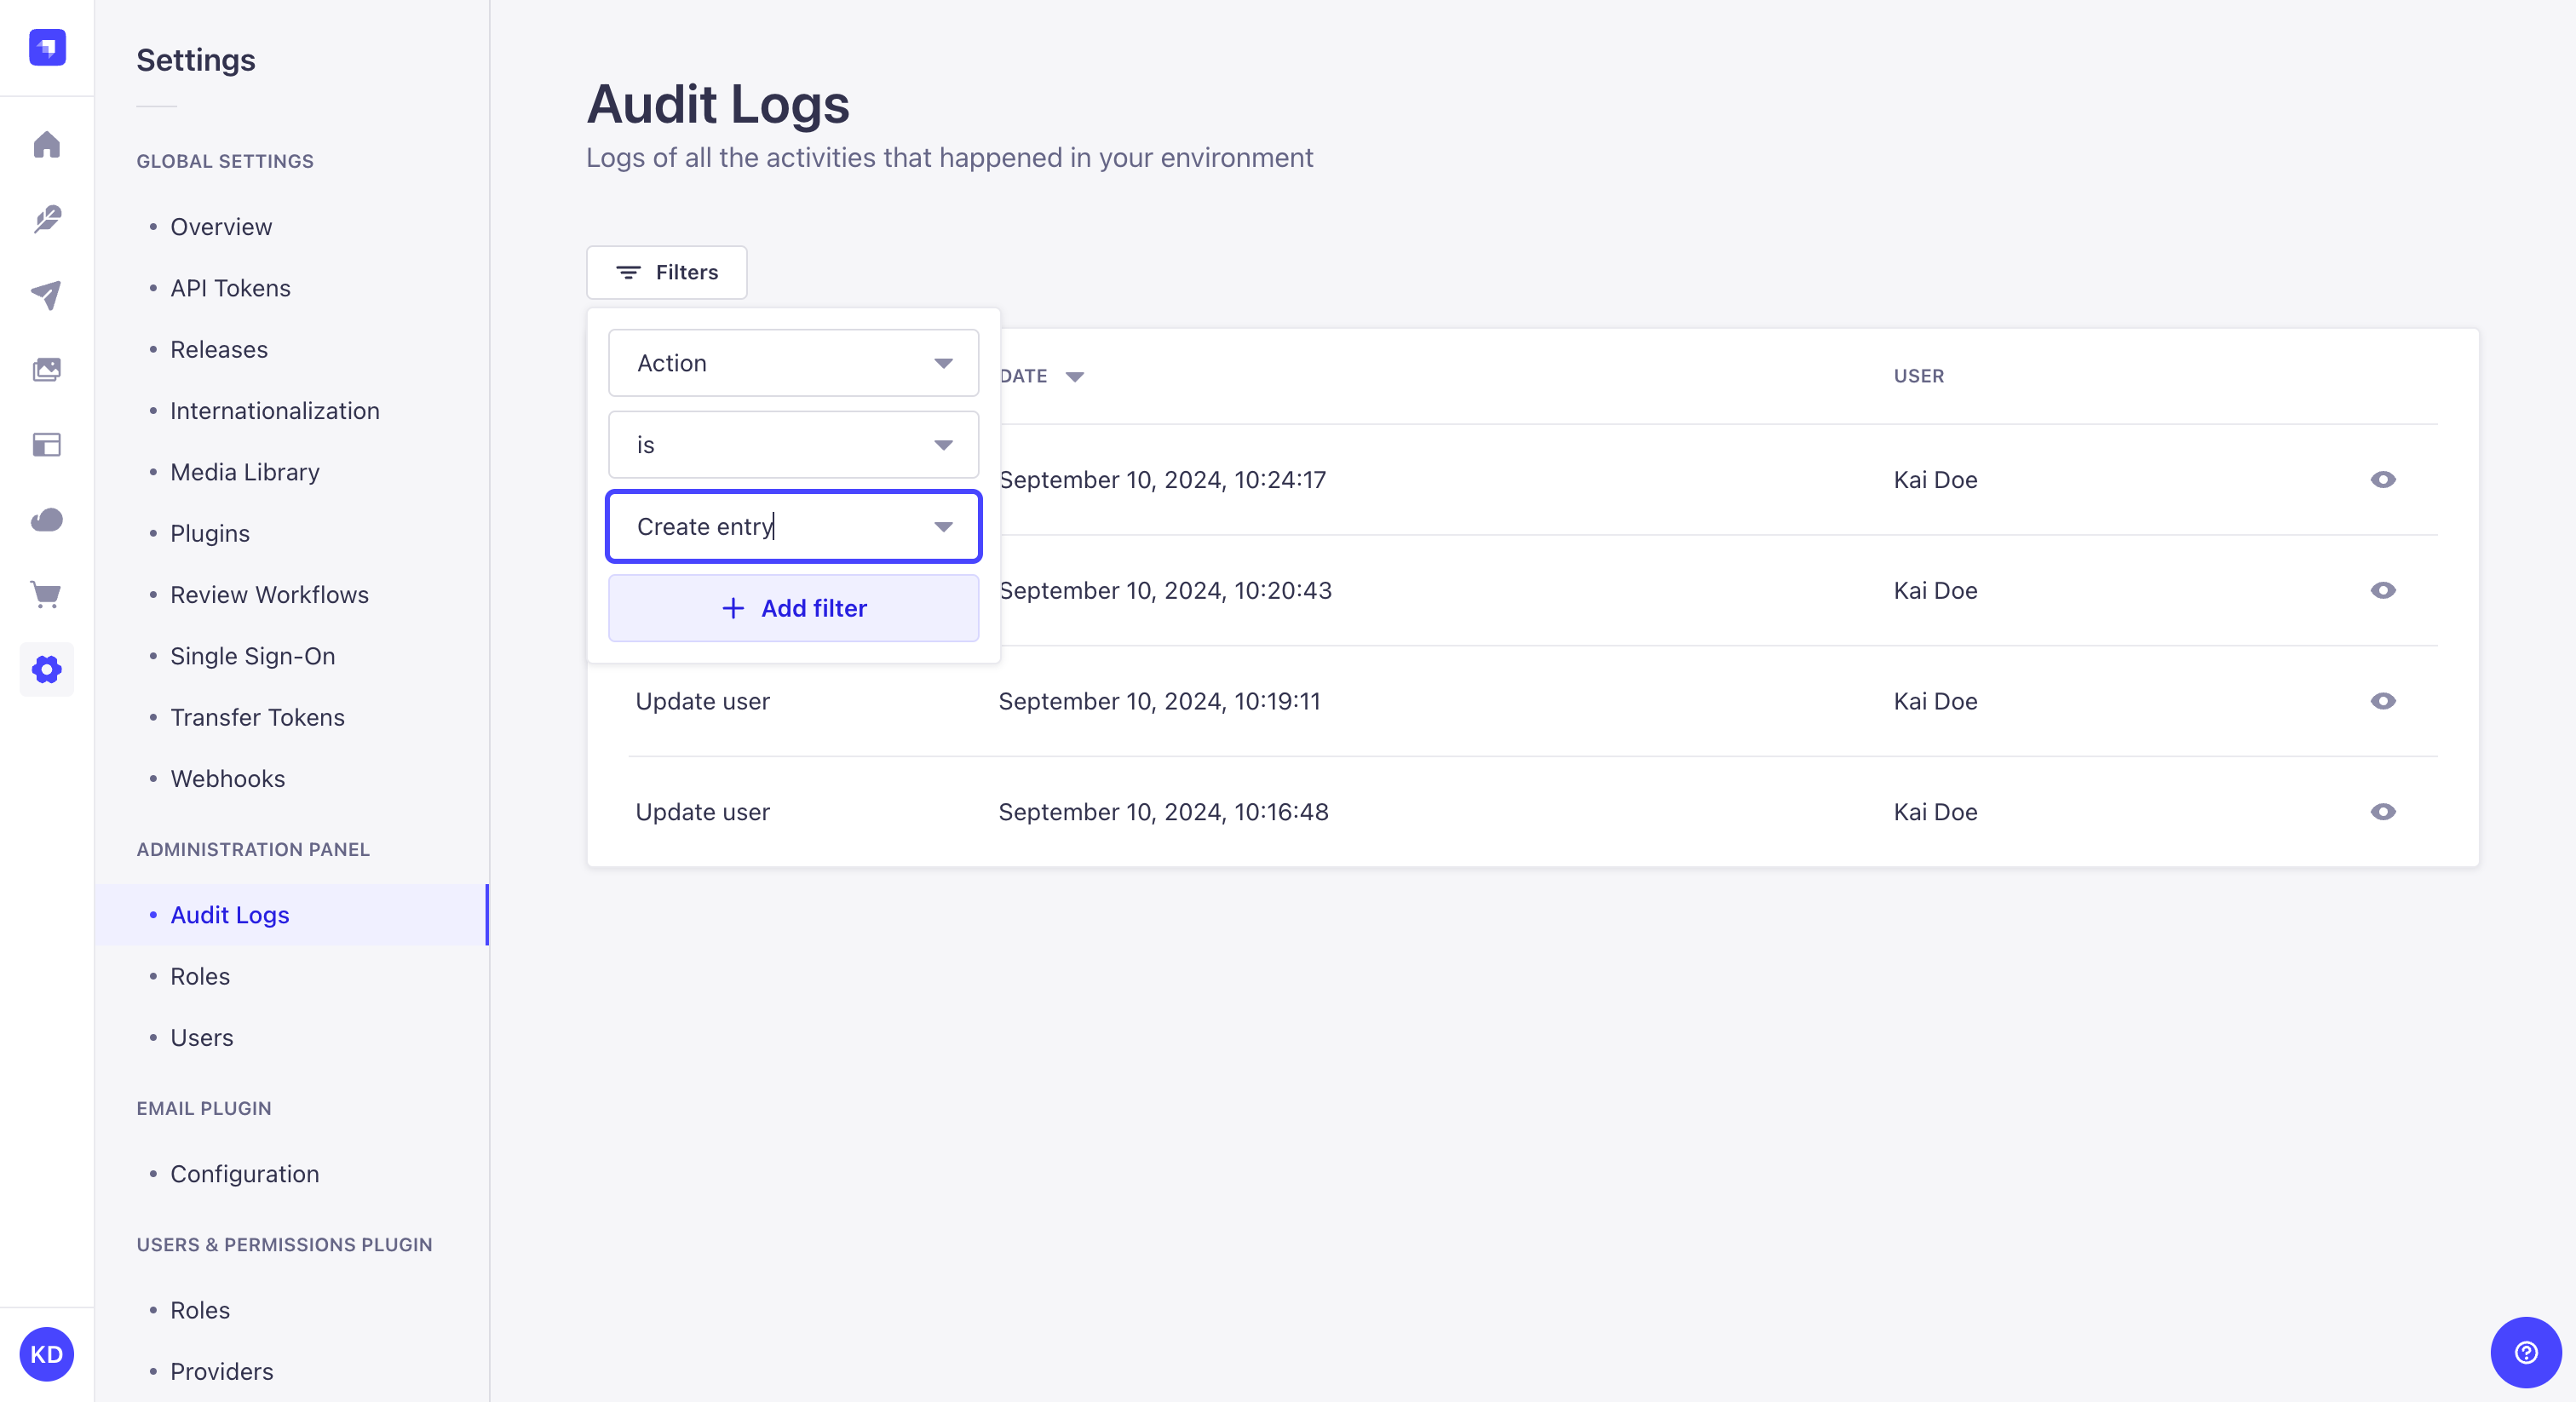 Settings
GLOBAL SETTINGS
Overview
API Tokens
Releases
Internationalization
Media Library
Plugins
Review Workflows
Single Sign-On
Transfer Tokens
Webhooks
ADMINISTRATION PANEL
Audit Logs
Roles
Users
EMAIL PLUGIN
Configuration
USERS & PERMISSIONS PLUGIN
Roles
Providers
KD
Audit Logs
Logs of all the activities that happened in your environment
Filters
Action
is
Create entry
Add filter
DATE USER
September 10, 2024, 10:24:17 Kai Doe
September 10, 2024, 10:20:43 Kai Doe
Update user September 10, 2024, 10:19:11 Kai Doe
Update user September 10, 2024, 10:16:48 Kai Doe